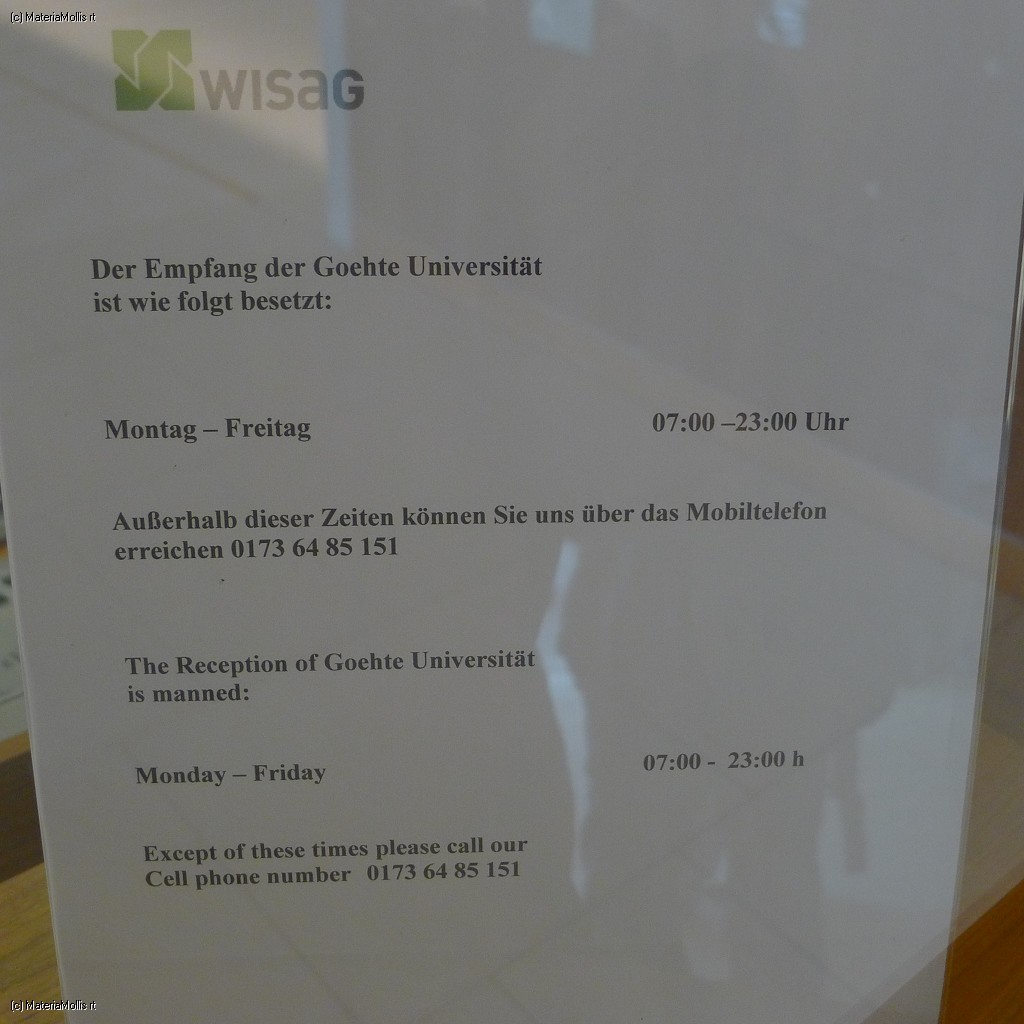 (c) MateriaMollis rt
WISAG
Der Empfang der Goehte Universität
ist wie folgt besetzt:
Montag – Freitag 07:00 –23:00 Uhr
Außerhalb dieser Zeiten können Sie uns über das Mobiltelefon
erreichen 0173 64 85 151
The Reception of Goehte Universität
is manned:
Monday – Friday 07:00 - 23:00 h
Except of these times please call our
Cell phone number 0173 64 85 151
(c) MateriaMollis rt